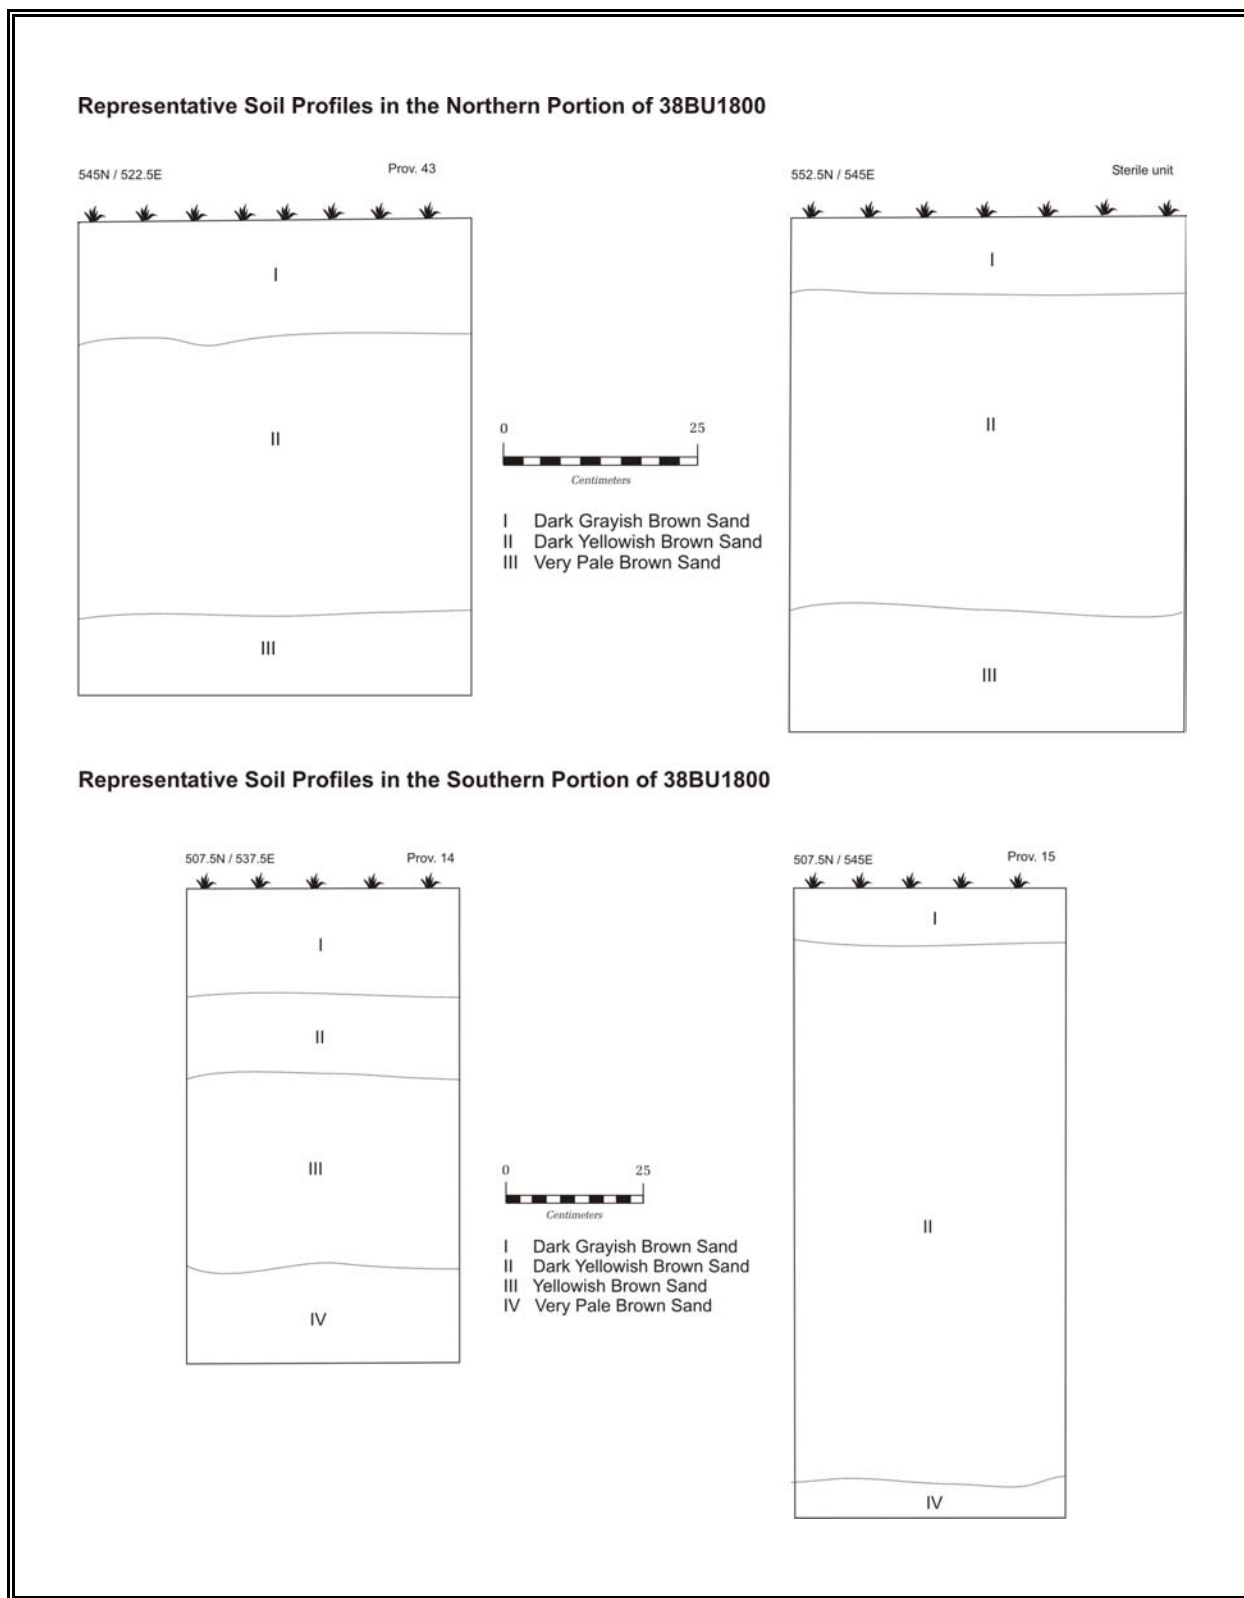 Representative Soil Profiles in the Northern Portion of 38BU1800
545N / 522.5E
Prov. 43
I
II
III
552.5N / 545E
Sterile unit
I
II
III
0 25
Centimeters
I Dark Grayish Brown Sand
II Dark Yellowish Brown Sand
III Very Pale Brown Sand
Representative Soil Profiles in the Southern Portion of 38BU1800
507.5N / 537.5E
Prov. 14
I
II
III
IV
507.5N / 545E
Prov. 15
I
II
IV
0 25
Centimeters
I Dark Grayish Brown Sand
II Dark Yellowish Brown Sand
III Yellowish Brown Sand
IV Very Pale Brown Sand